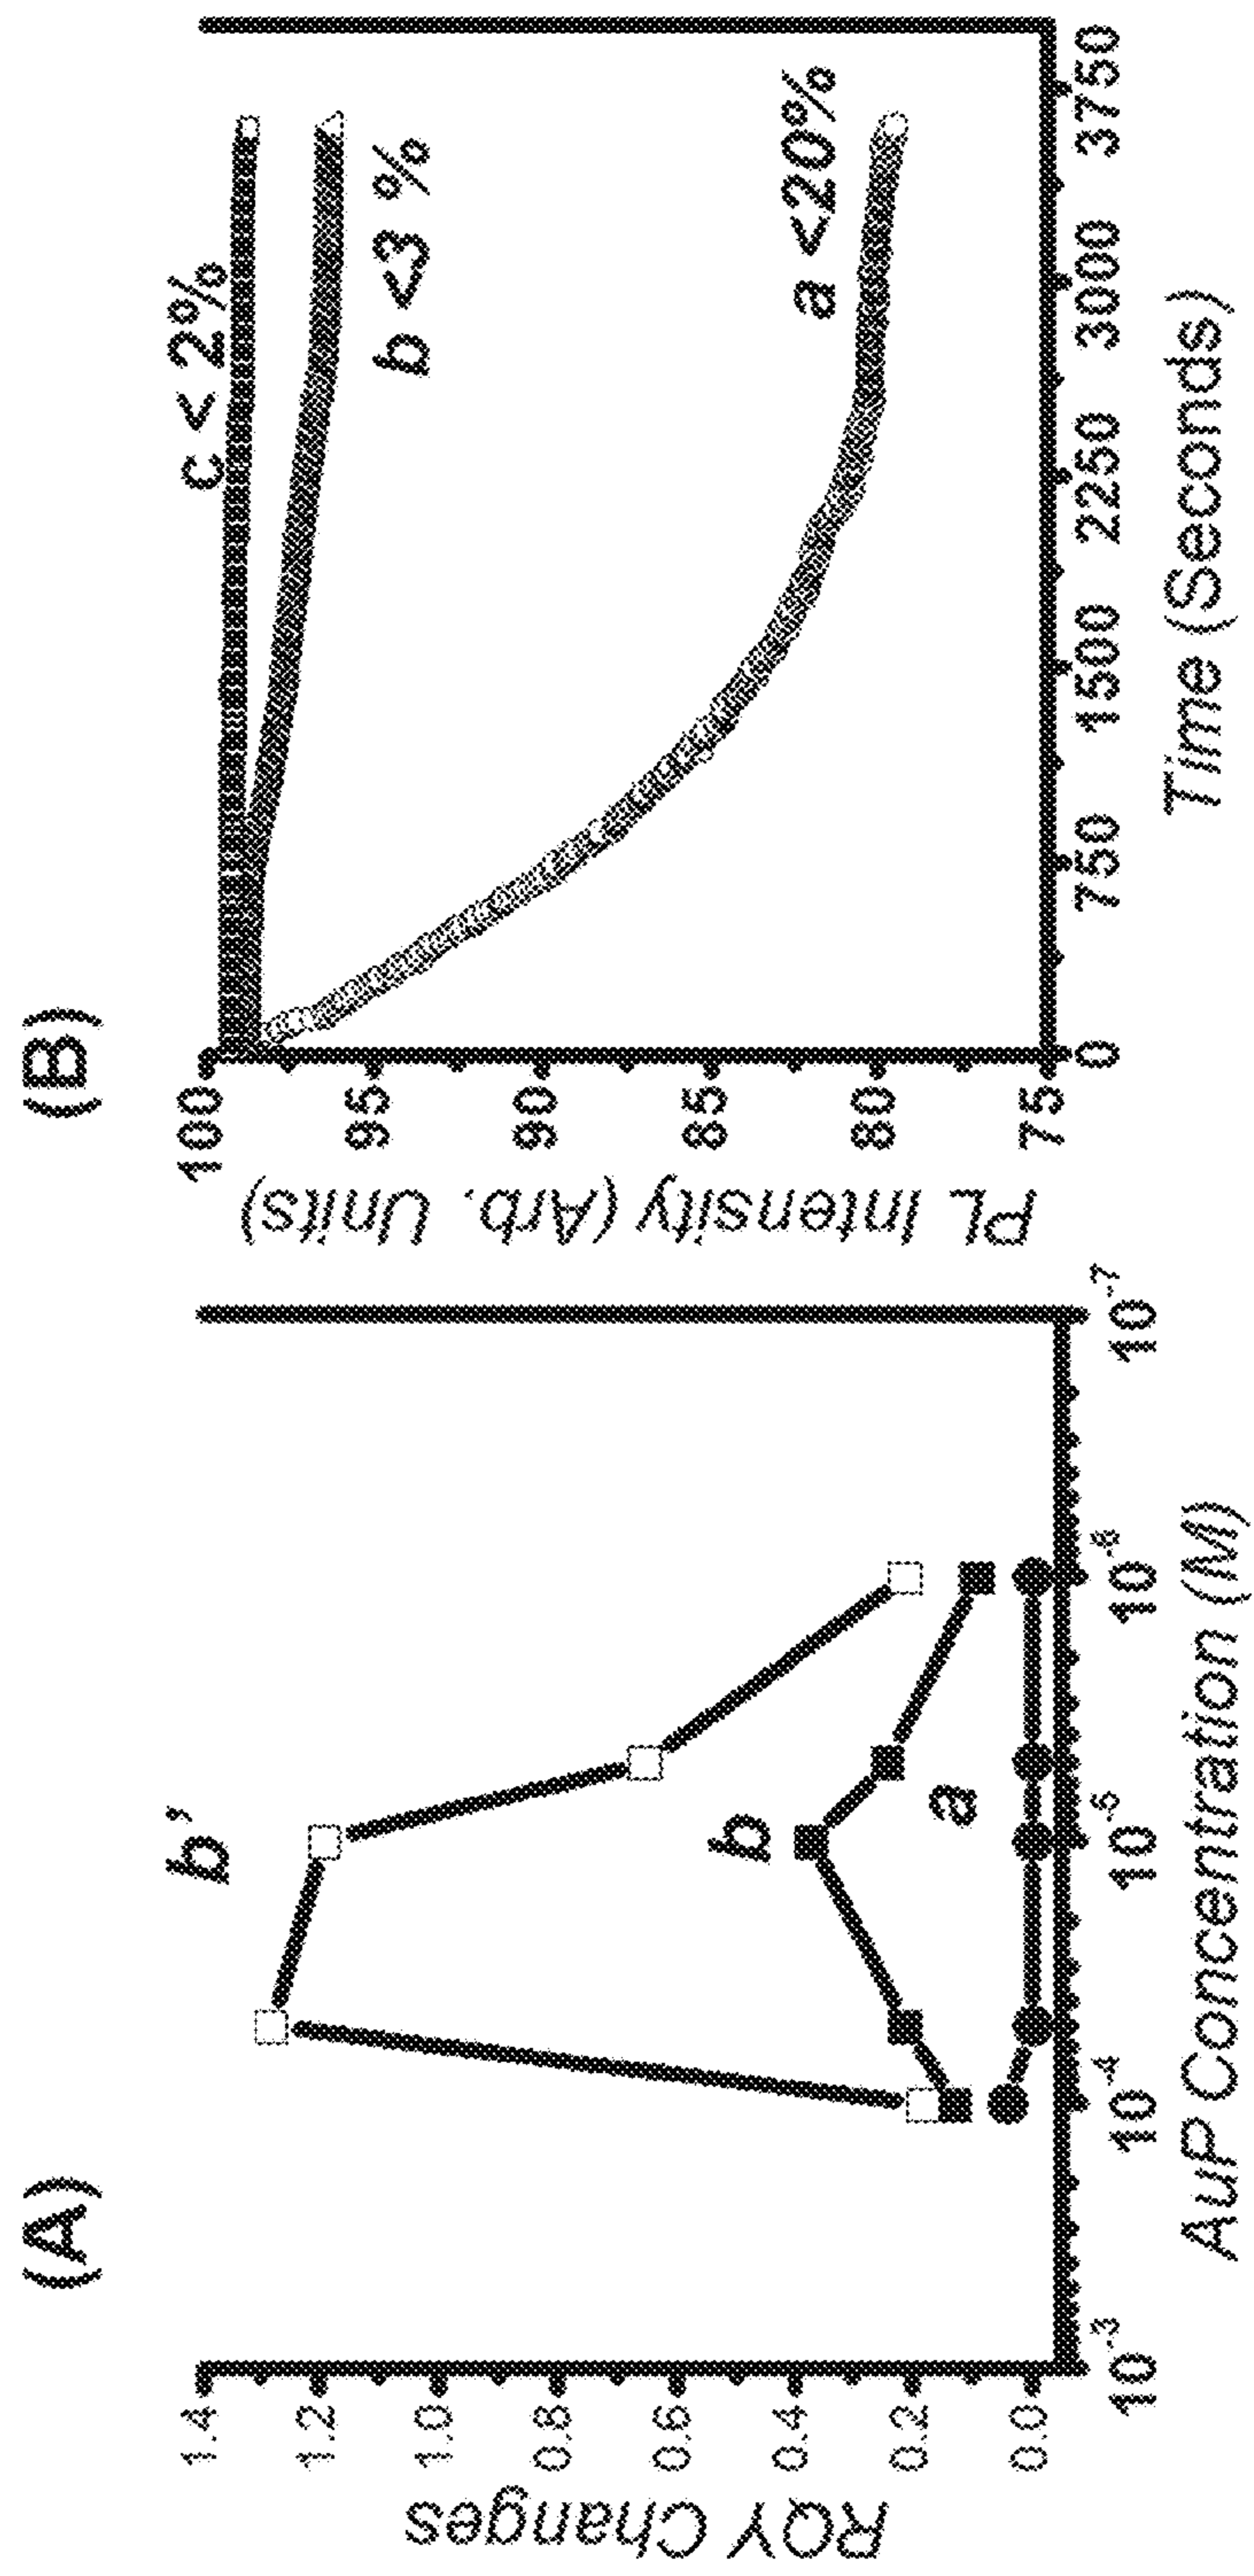 (A)
RQY Changes
1.4
1.2
1.0
0.8
0.6
0.4
0.2
0.0
b'
b
a
10-3
10-4
10-5
10-6
10-7
AuP Concentration (M)
(B)
PL Intensity (Arb. Units)
100
95
90
85
80
75
c < 2%
b <3 %
a <20%
0
750
1500
2250
3000
3750
Time (Seconds)